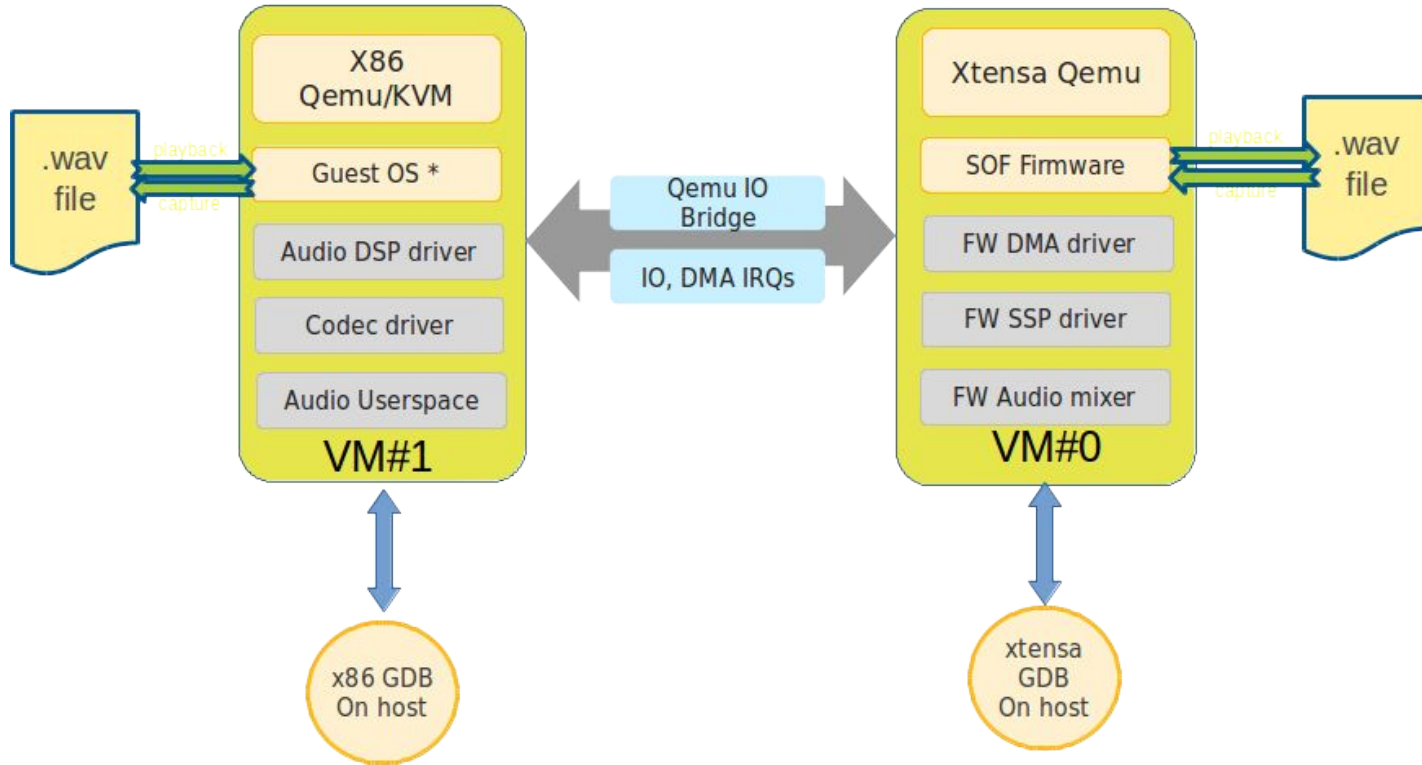 X86
Qemu/KVM
Xtensa Qemu
.wav
file
playback
capture
Guest OS *
Qemu IO
Bridge
IO, DMA IRQs
SOF Firmware
playback
capture
.wav
file
Audio DSP driver
Codec driver
Audio Userspace
VM#1
FW DMA driver
FW SSP driver
FW Audio mixer
VM#0
x86 GDB
On host
xtensa
GDB
On host